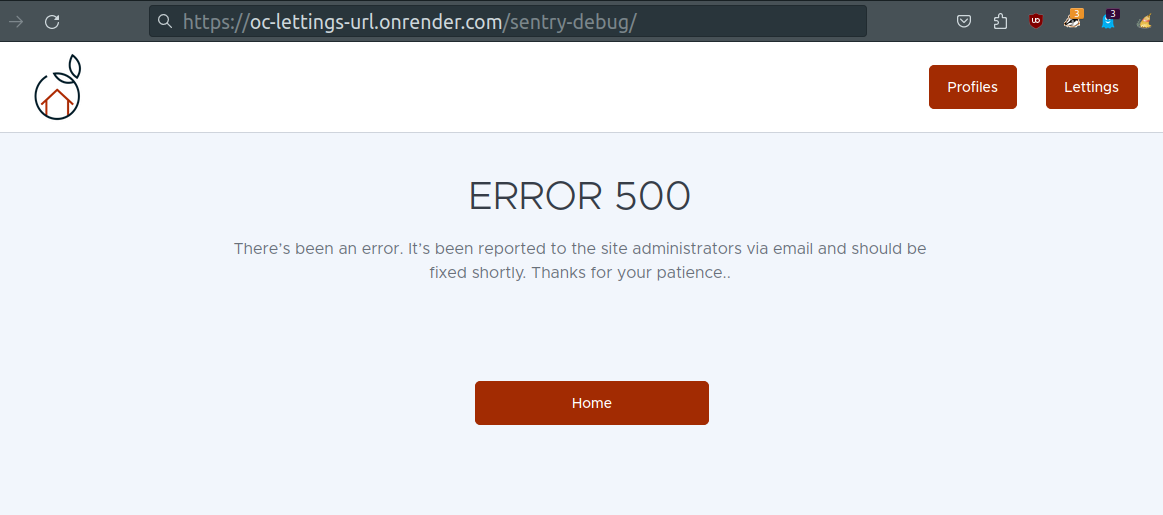 https://oc-lettings-url.onrender.com/sentry-debug/
3
3
Profiles
Lettings
ERROR 500
There's been an error. It's been reported to the site administrators via email and should be
fixed shortly. Thanks for your patience..
Home